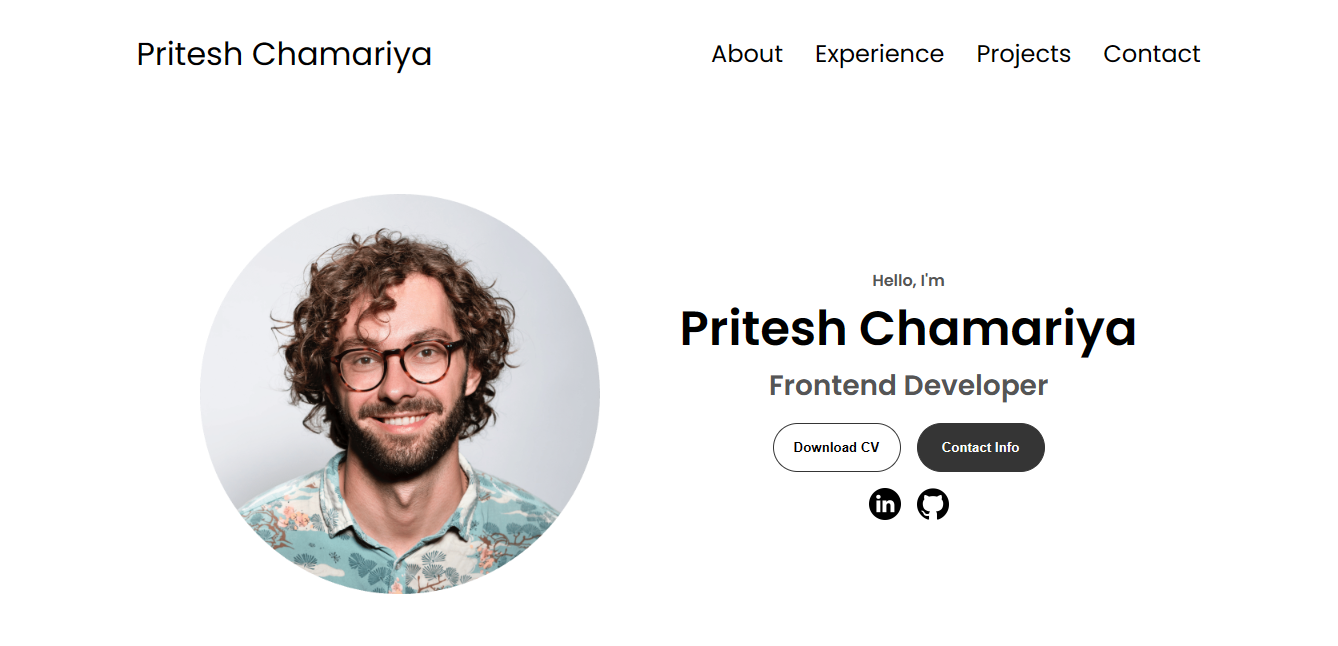 Pritesh Chamariya
About Experience Projects Contact
Hello, I'm
Pritesh Chamariya
Frontend Developer
Download CV
Contact Info
in